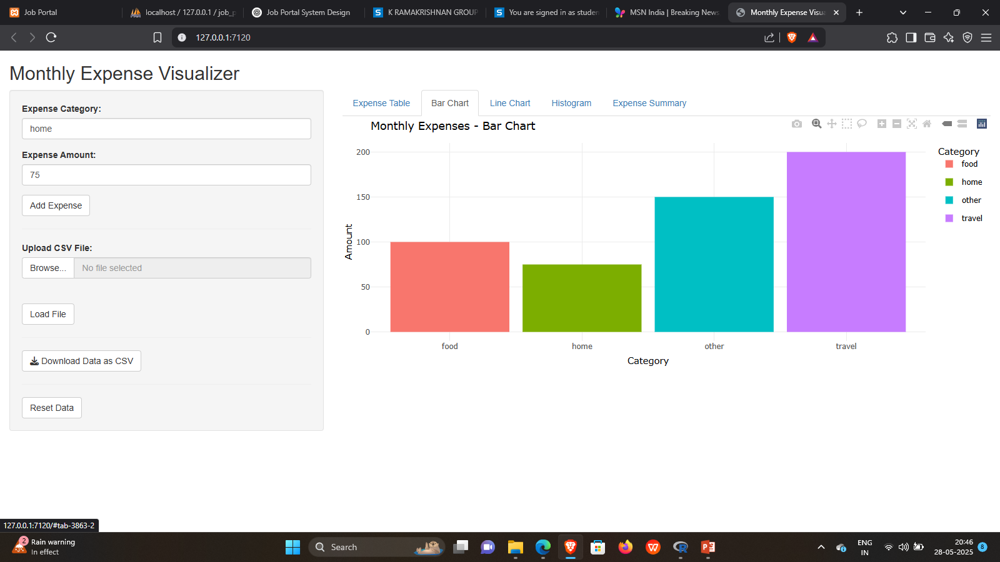 Job Portal
localhost / 127.0.0.1 / job_p
Job Portal System Design
K RAMAKRISHNAN GROUP
You are signed in as studen
MSN India | Breaking News
Monthly Expense Visua
127.0.0.1:7120
Monthly Expense Visualizer
Expense Category:
home
Expense Amount:
75
Add Expense
Upload CSV File:
Browse...
No file selected
Load File
Download Data as CSV
Reset Data
Expense Table
Bar Chart
Line Chart
Histogram
Expense Summary
Monthly Expenses - Bar Chart
200
150
100
50
0
Amount
food
home
other
travel
Category
Category
food
home
other
travel
127.0.0.1:7120/#tab-3863-2
2
Rain warning
In effect
Search
ENG
IN
20:46
28-05-2025
8